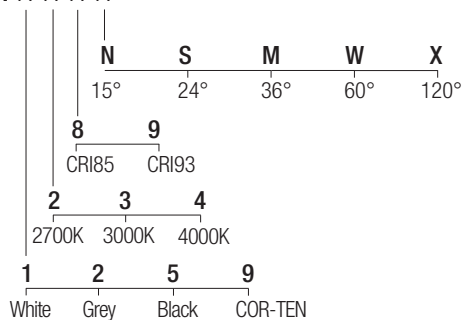 N S M W X
15° 24° 36° 60° 120°
8 9
CRI85 CRI93
2 3 4
2700K 3000K 4000K
1 2 5 9
White Grey Black COR-TEN